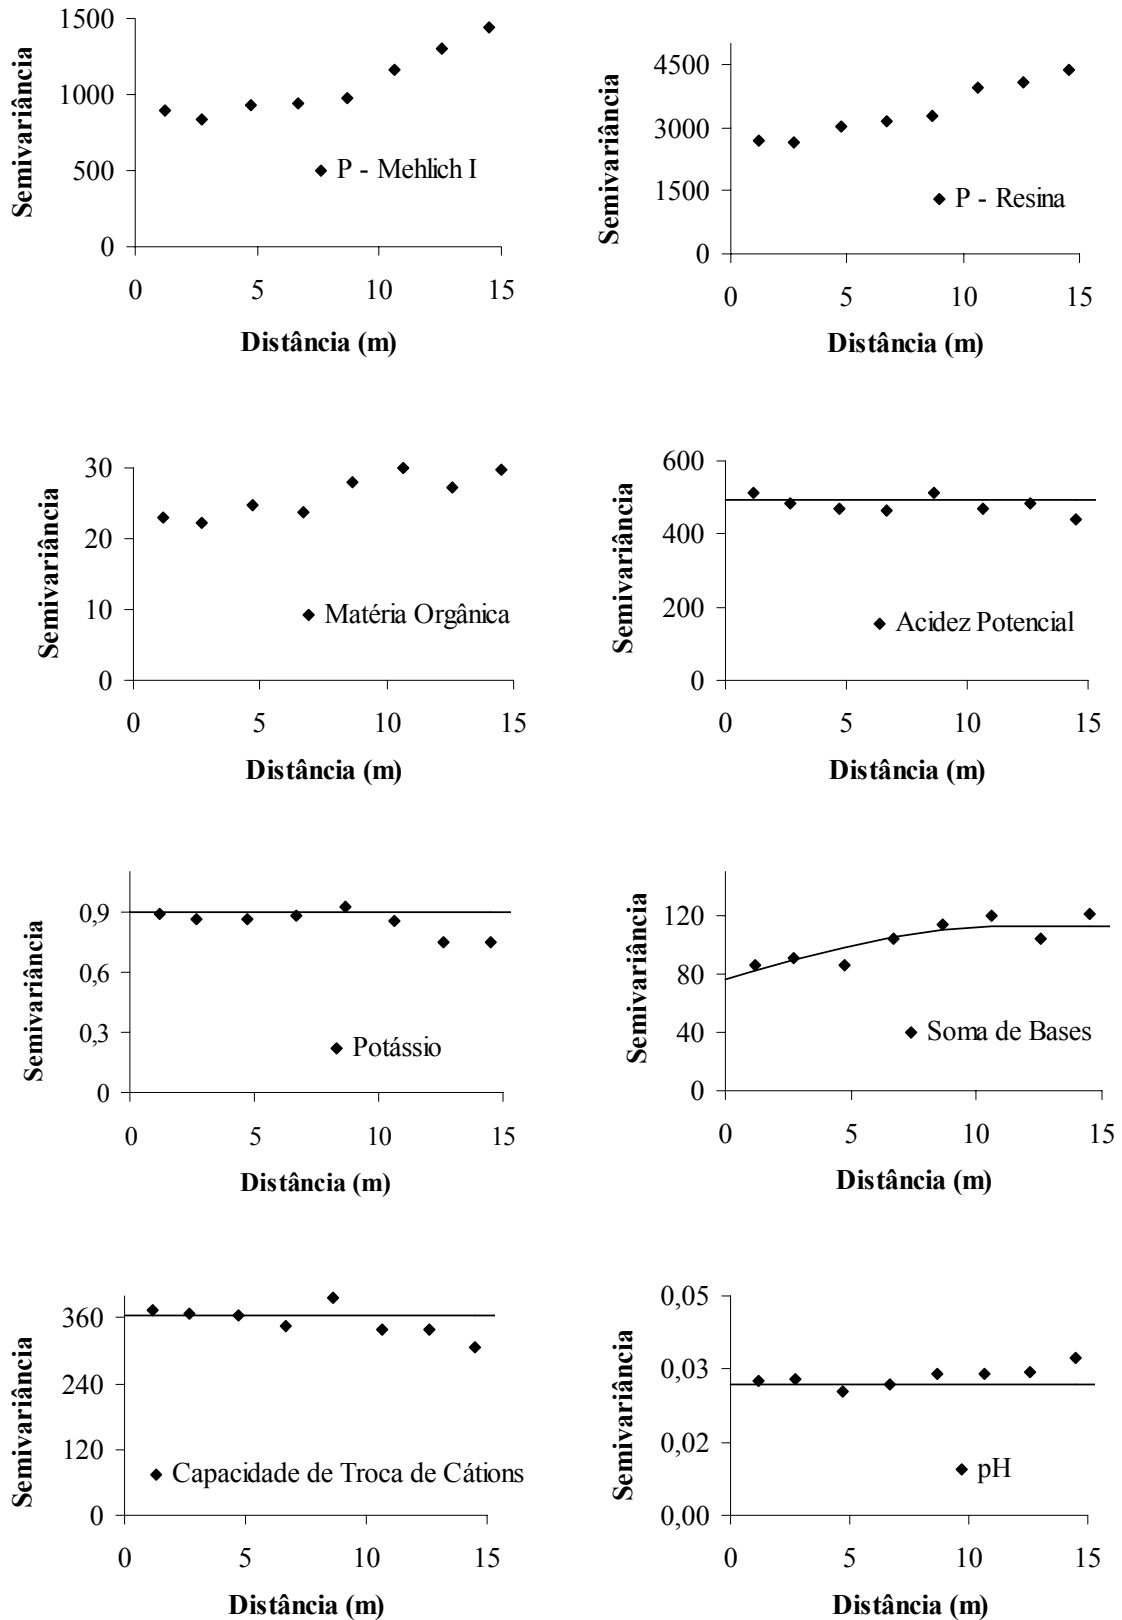 Semivariância
1500
1000
500
0
P - Mehlich I
0 5 10 15
Distância (m)
Semivariância
4500
3000
1500
0
P - Resina
0 5 10 15
Distância (m)
Semivariância
30
20
10
0
Matéria Orgânica
0 5 10 15
Distância (m)
Semivariância
600
400
200
0
Acidez Potencial
0 5 10 15
Distância (m)
Semivariância
0,9
0,6
0,3
0
Potássio
0 5 10 15
Distância (m)
Semivariância
120
80
40
0
Soma de Bases
0 5 10 15
Distância (m)
Semivariância
360
240
120
0
Capacidade de Troca de Cátions
0 5 10 15
Distância (m)
Semivariância
0,05
0,03
0,02
0,00
pH
0 5 10 15
Distância (m)